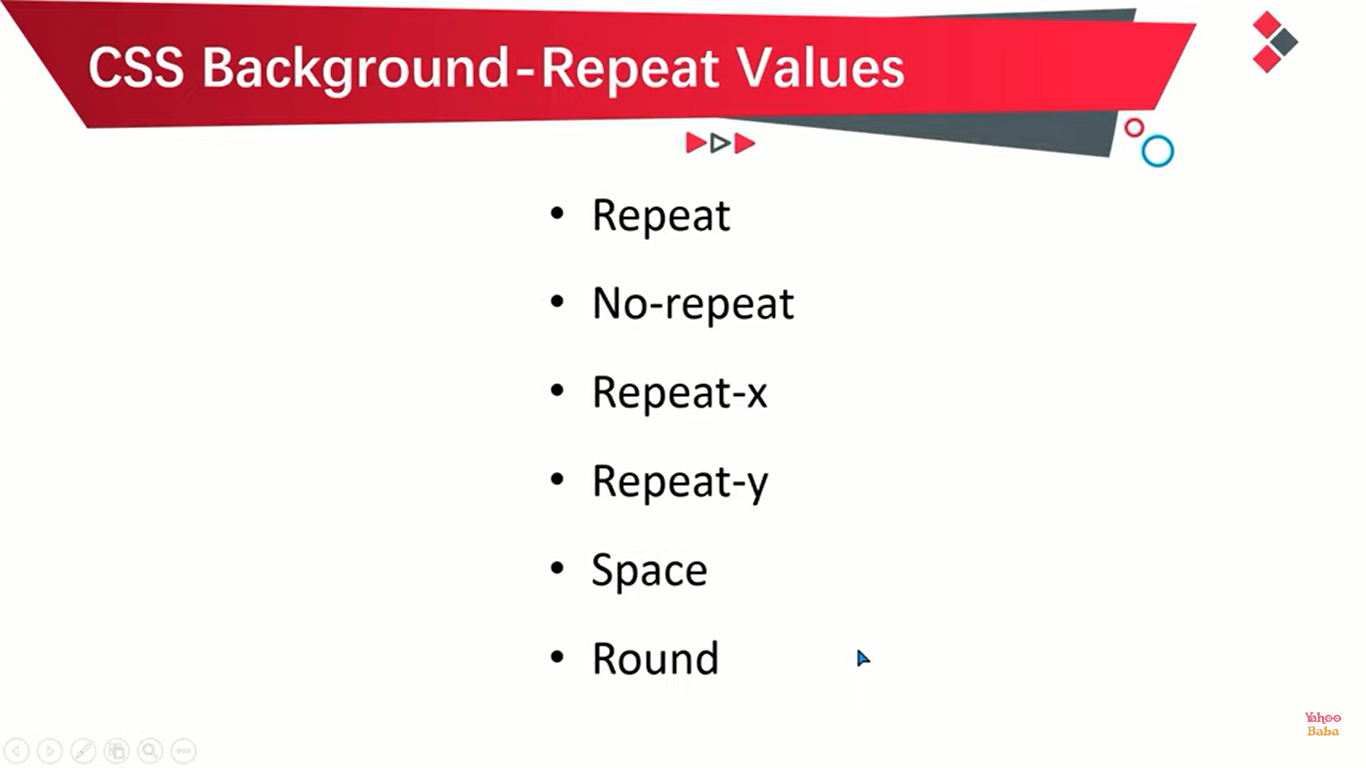 CSS Background-Repeat Values
• Repeat
• No-repeat
• Repeat-x
• Repeat-y
• Space
• Round
Yahoo
Baba